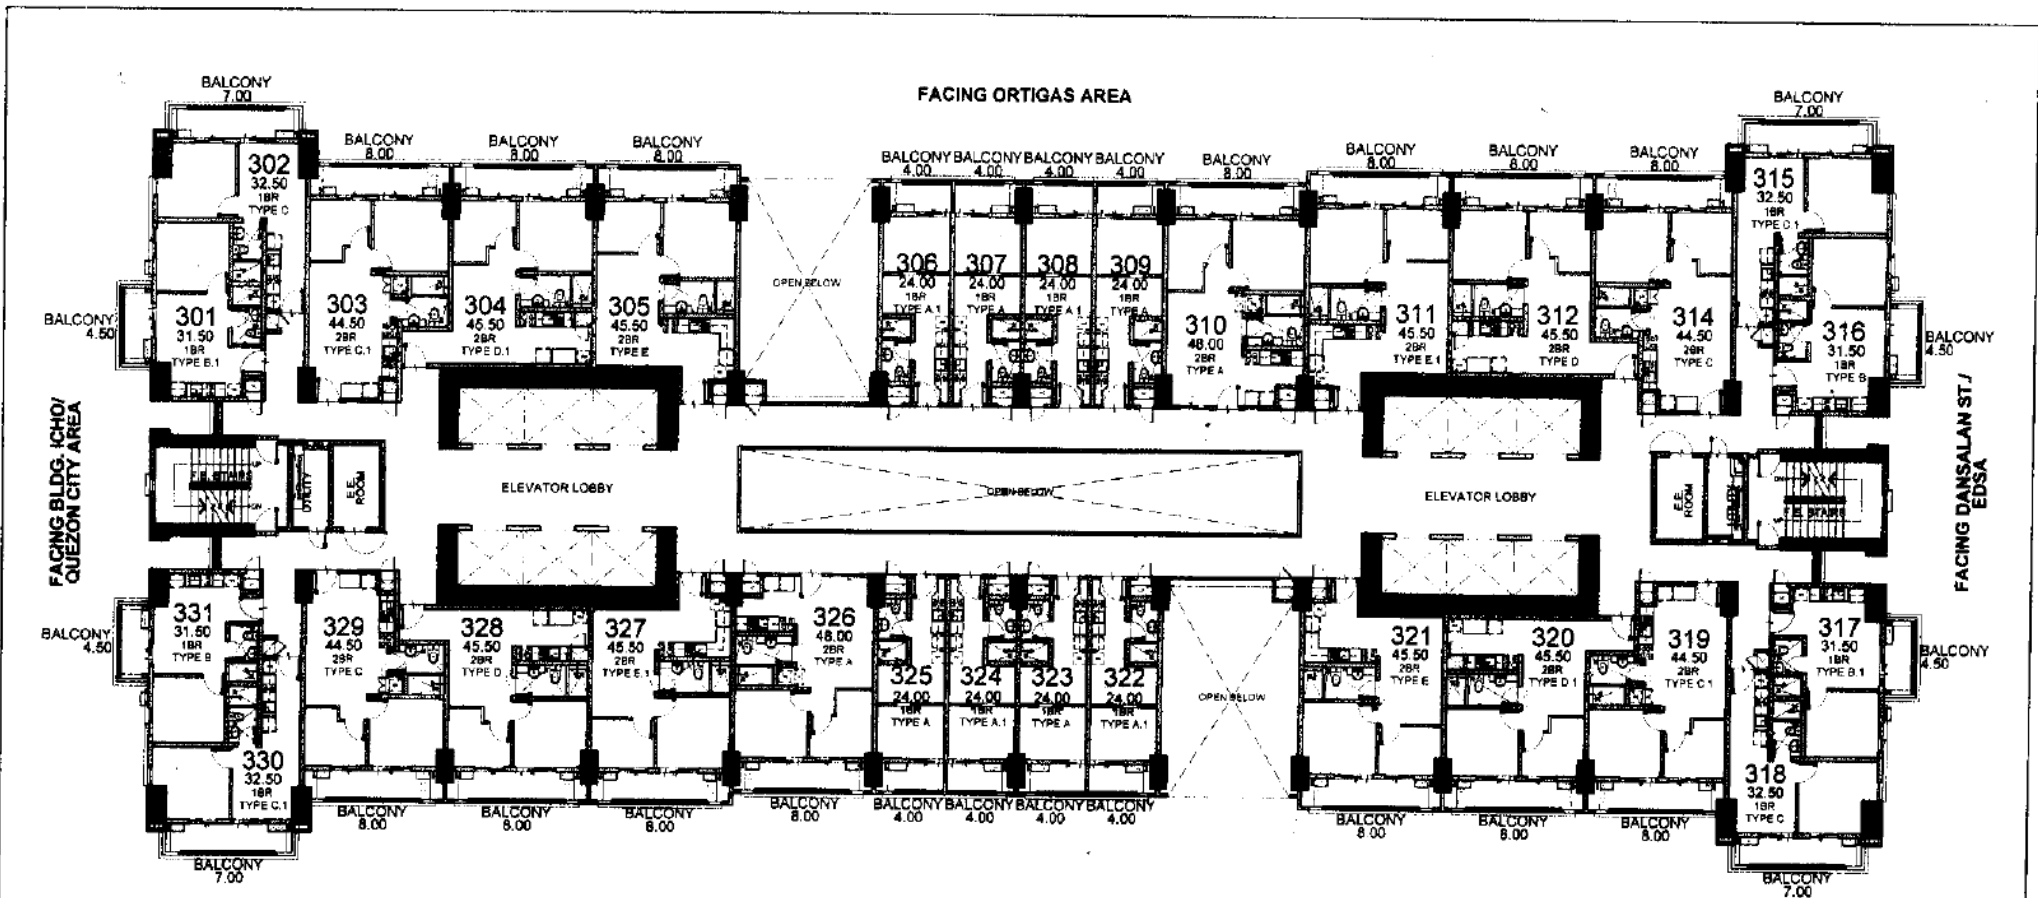 FACING ORTIGAS AREA
BALCONY
7.00
BALCONY
8.00
BALCONY
8.00
BALCONY
8.00
BALCONY
4.00
BALCONY
4.00
BALCONY
4.00
BALCONY
4.00
BALCONY
8.00
BALCONY
8.00
BALCONY
8.00
BALCONY
8.00
BALCONY
7.00
302
32.50
1BR
TYPE C
BALCONY
4.50
301
31.50
1BR
TYPE B.1
303
44.50
2BR
TYPE C.1
304
45.50
2BR
TYPE D.1
305
45.50
2BR
TYPE E
OPEN BELOW
306
24.00
1BR
TYPE A.1
307
24.00
1BR
TYPE A
308
24.00
1BR
TYPE A.1
309
24.00
1BR
TYPE A
310
48.00
2BR
TYPE A
311
45.50
2BR
TYPE E.1
312
45.50
2BR
TYPE D
314
44.50
2BR
TYPE C
315
32.50
1BR
TYPE C.1
316
31.50
1BR
TYPE B
BALCONY
4.50
FACING BLDG.
QUEZON CITY AREA
F.E. STAIRS
UP
DN
UTILITY
E.E.
ROOM
ELEVATOR LOBBY
OPEN BELOW
ELEVATOR LOBBY
E.E.
ROOM
DN
UP
F.E. STAIRS
FACING DANSALAN ST./
EDSA
BALCONY
4.50
331
31.50
1BR
TYPE B
330
32.50
1BR
TYPE C.1
329
44.50
2BR
TYPE C
328
45.50
2BR
TYPE D
327
45.50
2BR
TYPE E.1
326
48.00
2BR
TYPE A
325
24.00
1BR
TYPE A
324
24.00
1BR
TYPE A.1
323
24.00
1BR
TYPE A
322
24.00
1BR
TYPE A.1
OPEN BELOW
321
45.50
2BR
TYPE E
320
45.50
2BR
TYPE D.1
319
44.50
2BR
TYPE C.1
317
31.50
1BR
TYPE B.1
318
32.50
1BR
TYPE C
BALCONY
4.50
BALCONY
7.00
BALCONY
8.00
BALCONY
8.00
BALCONY
8.00
BALCONY
8.00
BALCONY
4.00
BALCONY
4.00
BALCONY
4.00
BALCONY
4.00
BALCONY
8.00
BALCONY
8.00
BALCONY
8.00
BALCONY
7.00